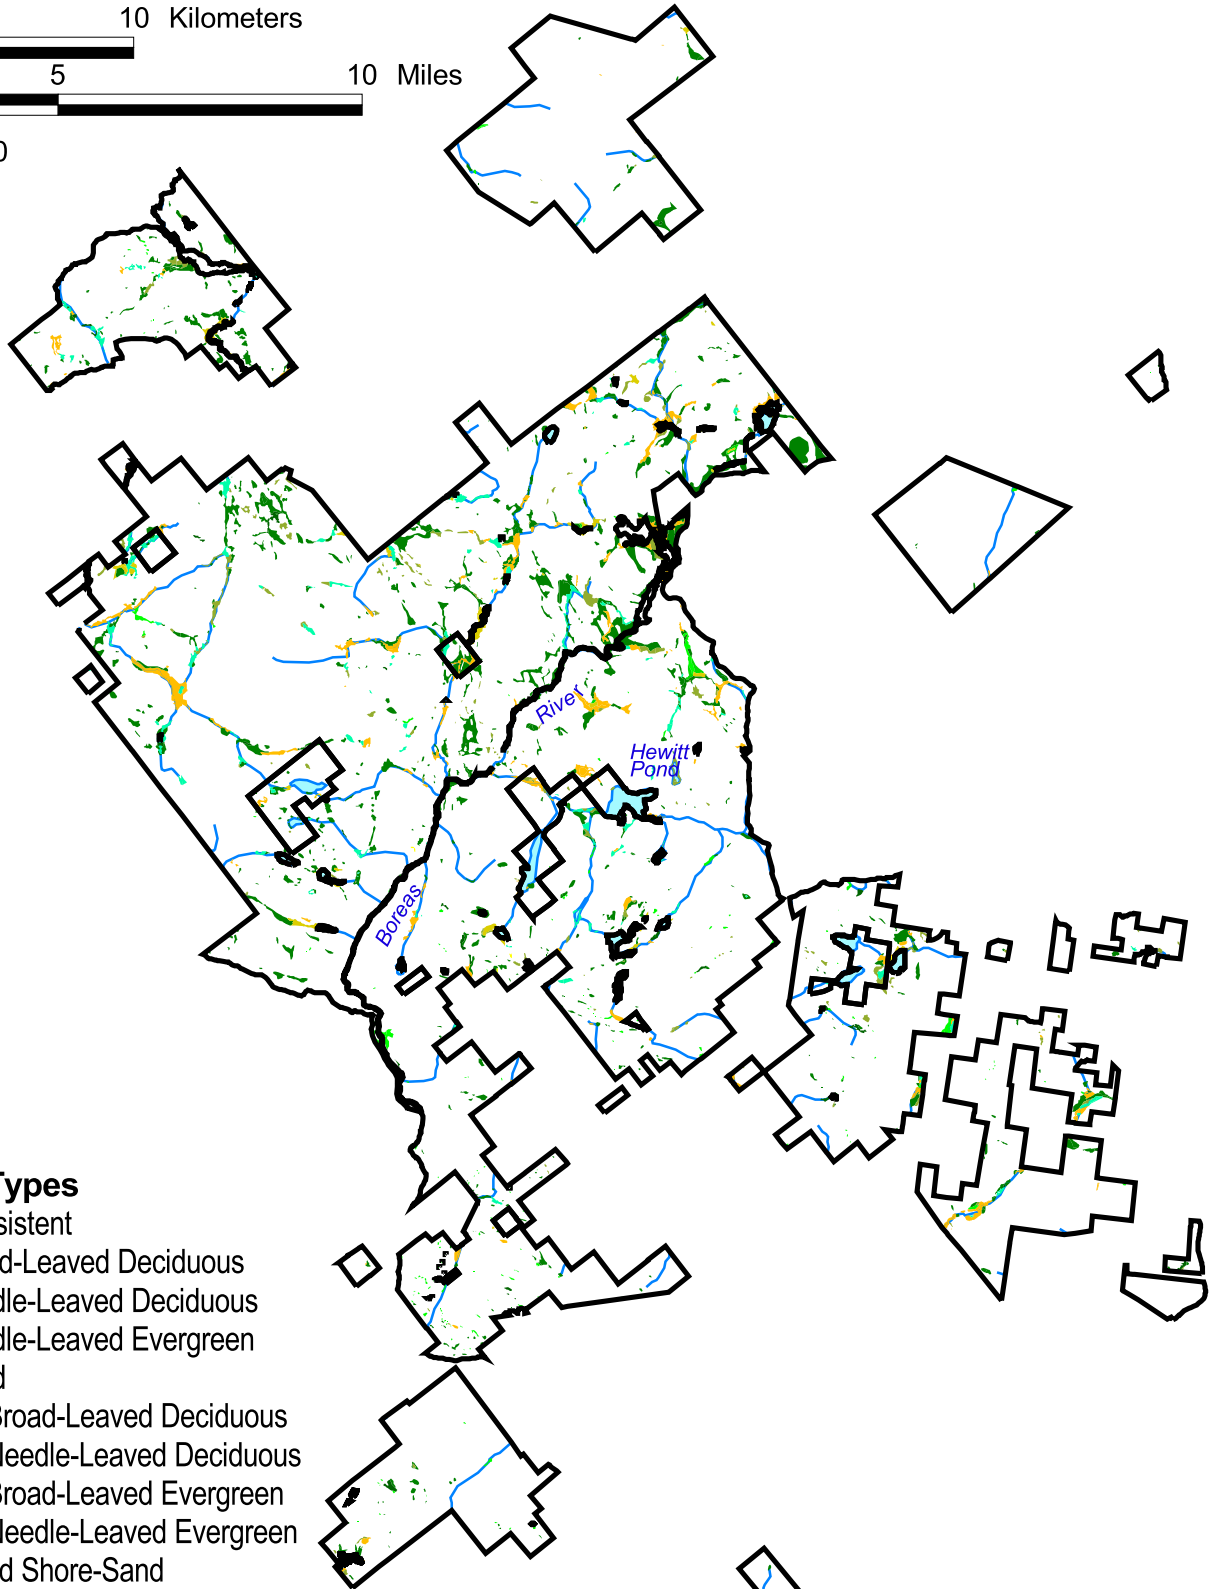 10 Kilometers
5 10 Miles
0
River
Hewitt
Pond
Boreas
Types
sistent
d-Leaved Deciduous
dle-Leaved Deciduous
dle-Leaved Evergreen
d
Broad-Leaved Deciduous
Needle-Leaved Deciduous
Broad-Leaved Evergreen
Needle-Leaved Evergreen
d Shore-Sand